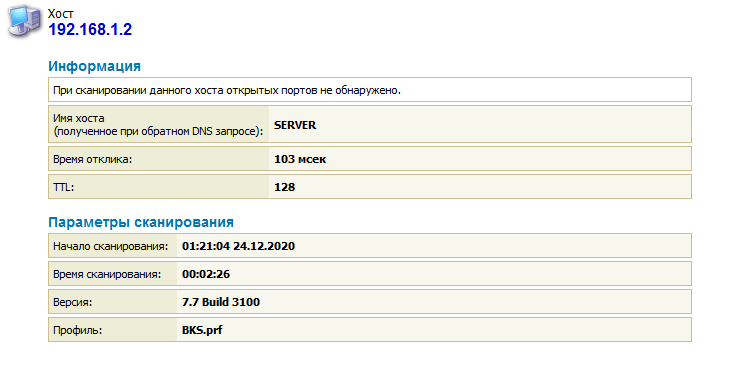 Хост
192.168.1.2
Информация
При сканировании данного хоста открытых портов не обнаружено.
Имя хоста
(полученное при обратном DNS запросе):
SERVER
Время отклика: 103 мсек
TTL: 128
Параметры сканирования
Начало сканирования: 01:21:04 24.12.2020
Время сканирования: 00:02:26
Версия: 7.7 Build 3100
Профиль: BKS.prf